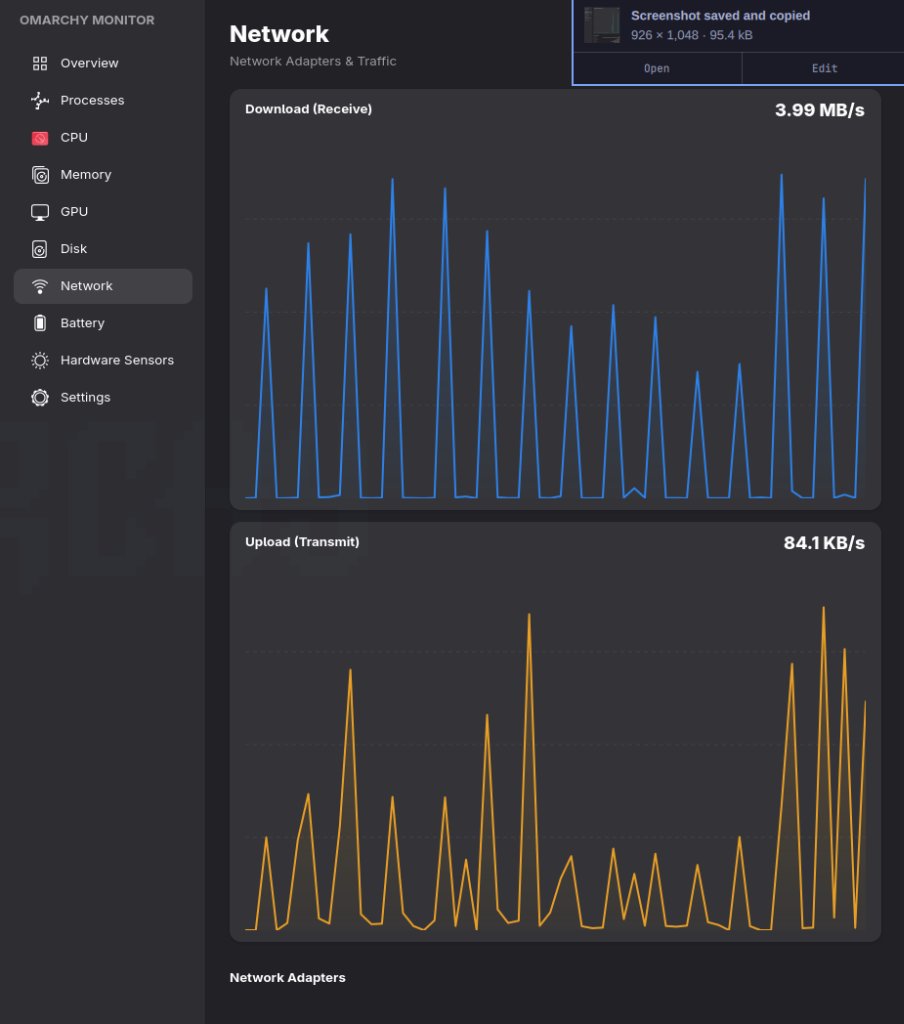 OMARCHY MONITOR
Overview
Processes
CPU
Memory
GPU
Disk
Network
Battery
Hardware Sensors
Settings
Network
Network Adapters & Traffic
Screenshot saved and copied
926 × 1,048 · 95.4 kB
Open Edit
Download (Receive) 3.99 MB/s
Upload (Transmit) 84.1 KB/s
Network Adapters